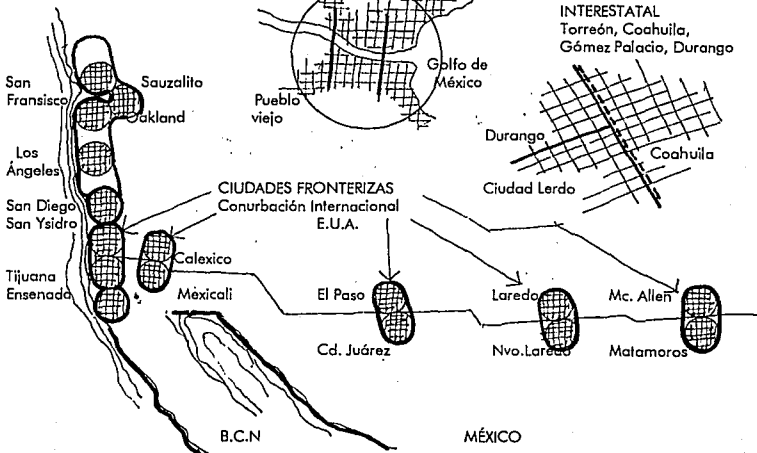 INTERESTATAL
Torreón, Coahuila,
Gómez Palacio, Durango
Golfo de
México
Pueblo
viejo
Durango
Coahuila
Ciudad Lerdo
San
Fransisco
Sauzalito
Oakland
Los
Ángeles
San Diego
San Ysidro
CIUDADES FRONTERIZAS
Conurbación Internacional
E.U.A.
Calexico
Tijuana
Ensenada
Mèxicali
El Paso
Cd. Juárez
Laredo
Nvo.Laredo
Mc. Allen
Matamoros
B.C.N
MÉXICO